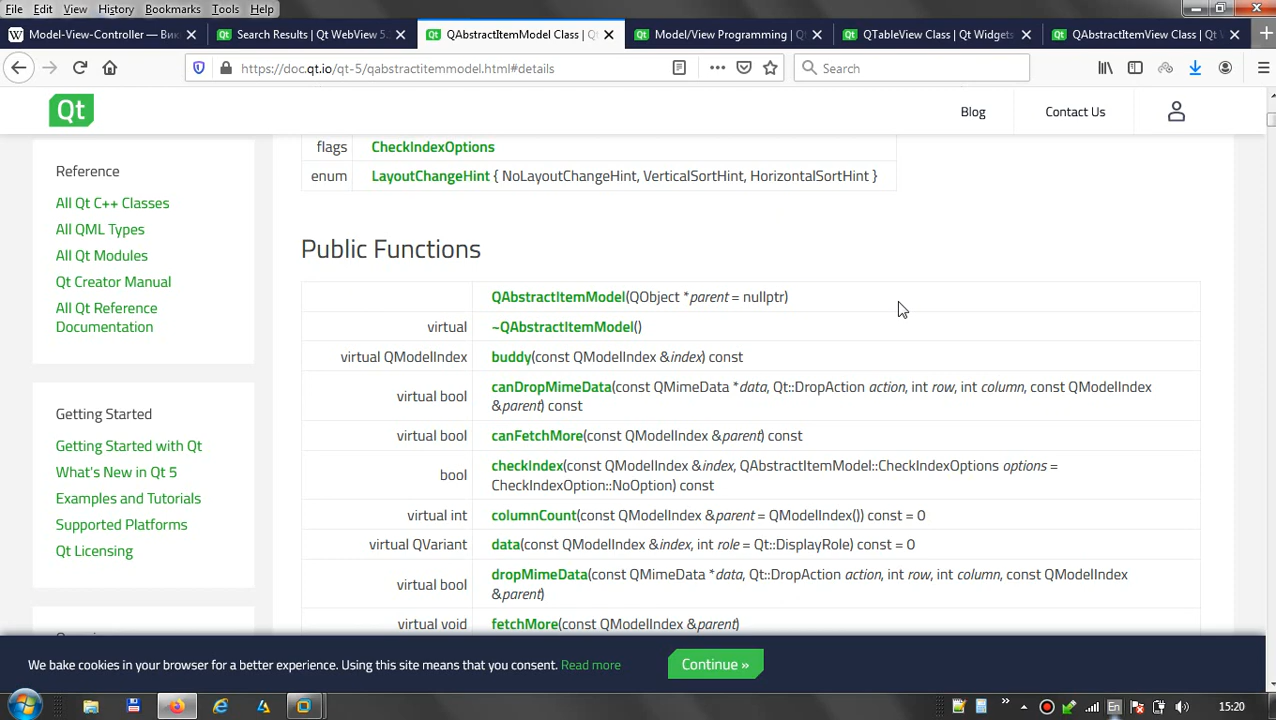 File Edit View History Bookmarks Tools Help
Model-View-Controller — Вик
Search Results | Qt WebView 5.
QAbstractItemModel Class | Q
Model/View Programming | Q
QTableView Class | Qt Widgets
QAbstractItemView Class | Qt V
https://doc.qt.io/qt-5/qabstractitemmodel.html#details
Search
Qt
Blog
Contact Us
Reference
All Qt C++ Classes
All QML Types
All Qt Modules
Qt Creator Manual
All Qt Reference
Documentation
Getting Started
Getting Started with Qt
What's New in Qt 5
Examples and Tutorials
Supported Platforms
Qt Licensing
flags CheckIndexOptions
enum LayoutChangeHint { NoLayoutChangeHint, VerticalSortHint, HorizontalSortHint }
Public Functions
QAbstractItemModel(QObject *parent = nullptr)
virtual ~QAbstractItemModel()
virtual QModelIndex buddy(const QModelIndex &index) const
virtual bool canDropMimeData(const QMimeData *data, Qt::DropAction action, int row, int column, const QModelIndex
&parent) const
virtual bool canFetchMore(const QModelIndex &parent) const
bool checkIndex(const QModelIndex &index, QAbstractItemModel::CheckIndexOptions options =
CheckIndexOption::NoOption) const
virtual int columnCount(const QModelIndex &parent = QModelIndex()) const = 0
virtual QVariant data(const QModelIndex &index, int role = Qt::DisplayRole) const = 0
virtual bool dropMimeData(const QMimeData *data, Qt::DropAction action, int row, int column, const QModelIndex
&parent)
virtual void fetchMore(const QModelIndex &parent)
We bake cookies in your browser for a better experience. Using this site means that you consent. Read more
Continue »
En
15:20